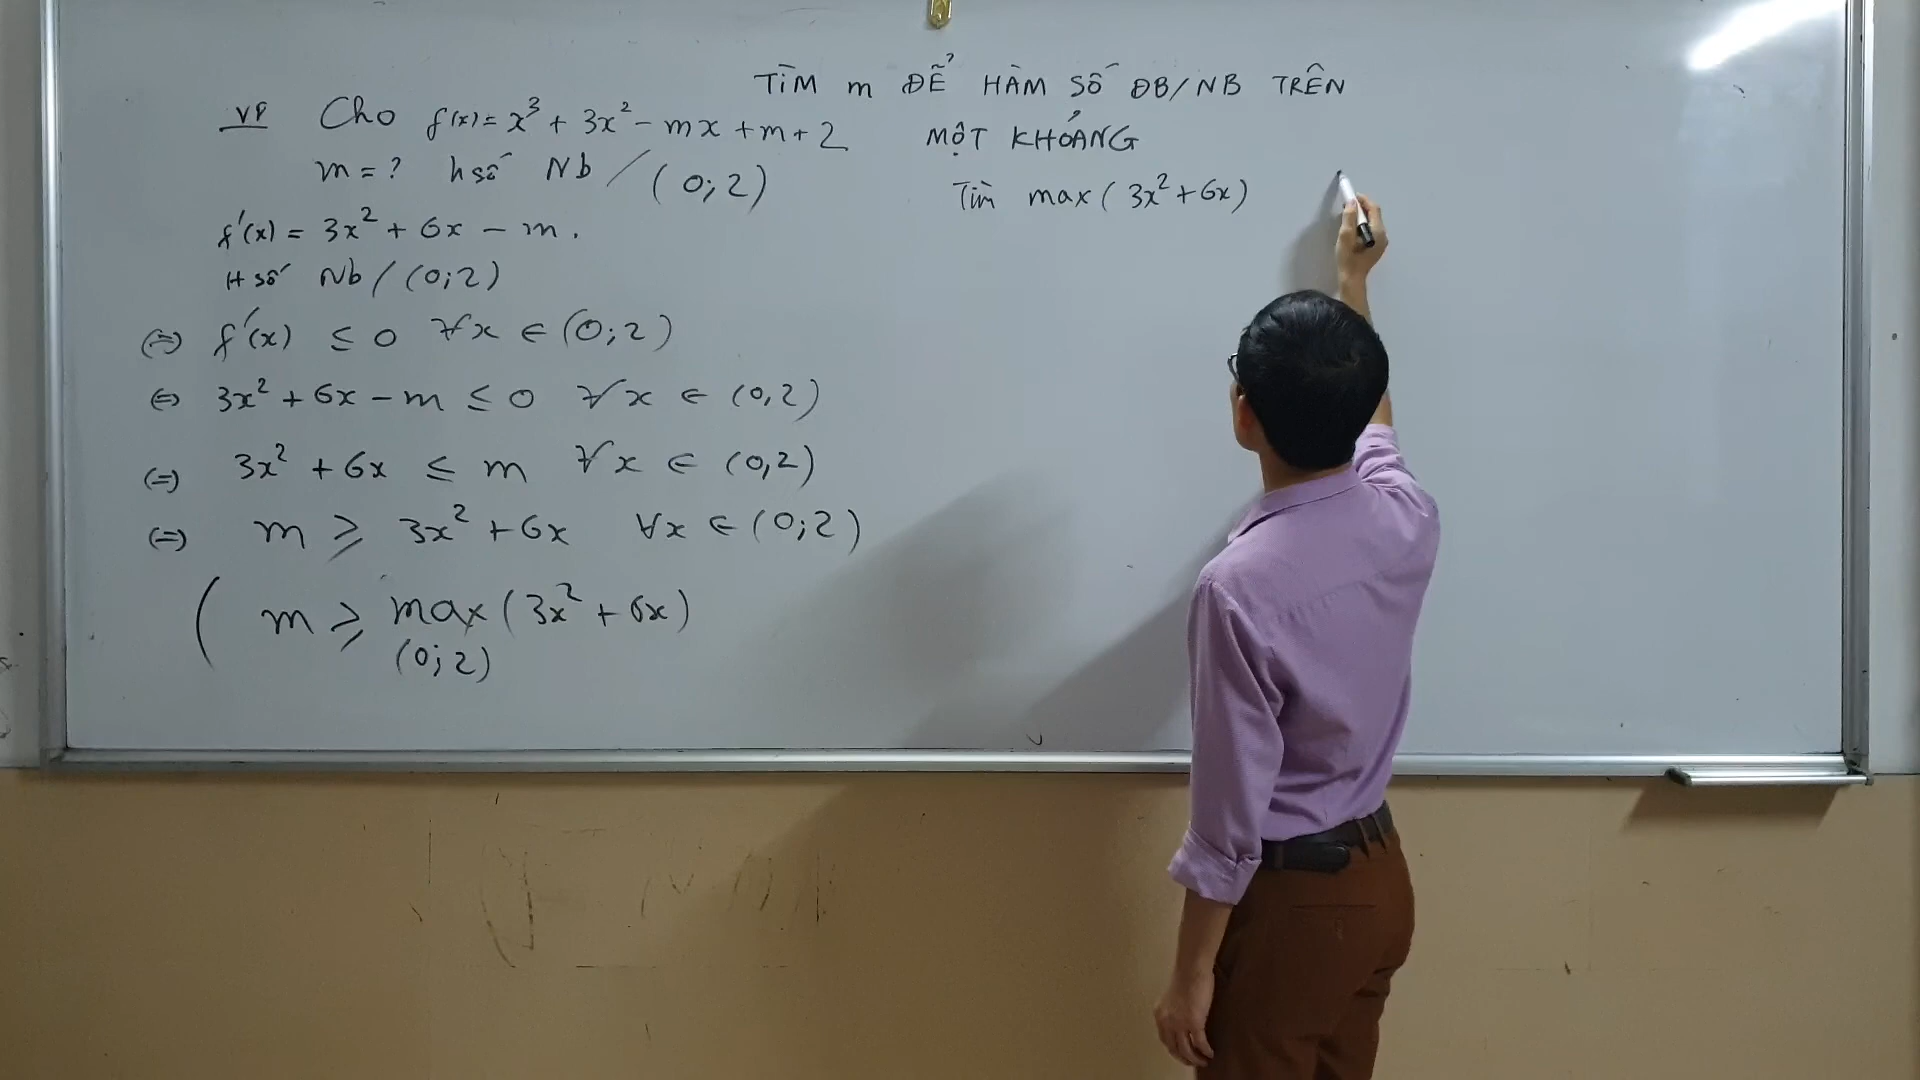 TÌM m ĐỂ HÀM SỐ ĐB/NB TRÊN
MỘT KHOẢNG
VD Cho f(x) = x³ + 3x² - mx + m + 2
m = ? h số Nb / (0; 2)
f'(x) = 3x² + 6x - m.
H số Nb / (0; 2)
(=) f'(x) ≤ 0 ∀x ∈ (0; 2)
(=) 3x² + 6x - m ≤ 0 ∀x ∈ (0, 2)
(=) 3x² + 6x ≤ m ∀x ∈ (0, 2)
(=) m ⩾ 3x² + 6x ∀x ∈ (0; 2)
( m ⩾ max (3x² + 6x)
(0; 2)
Tìm max (3x² + 6x)